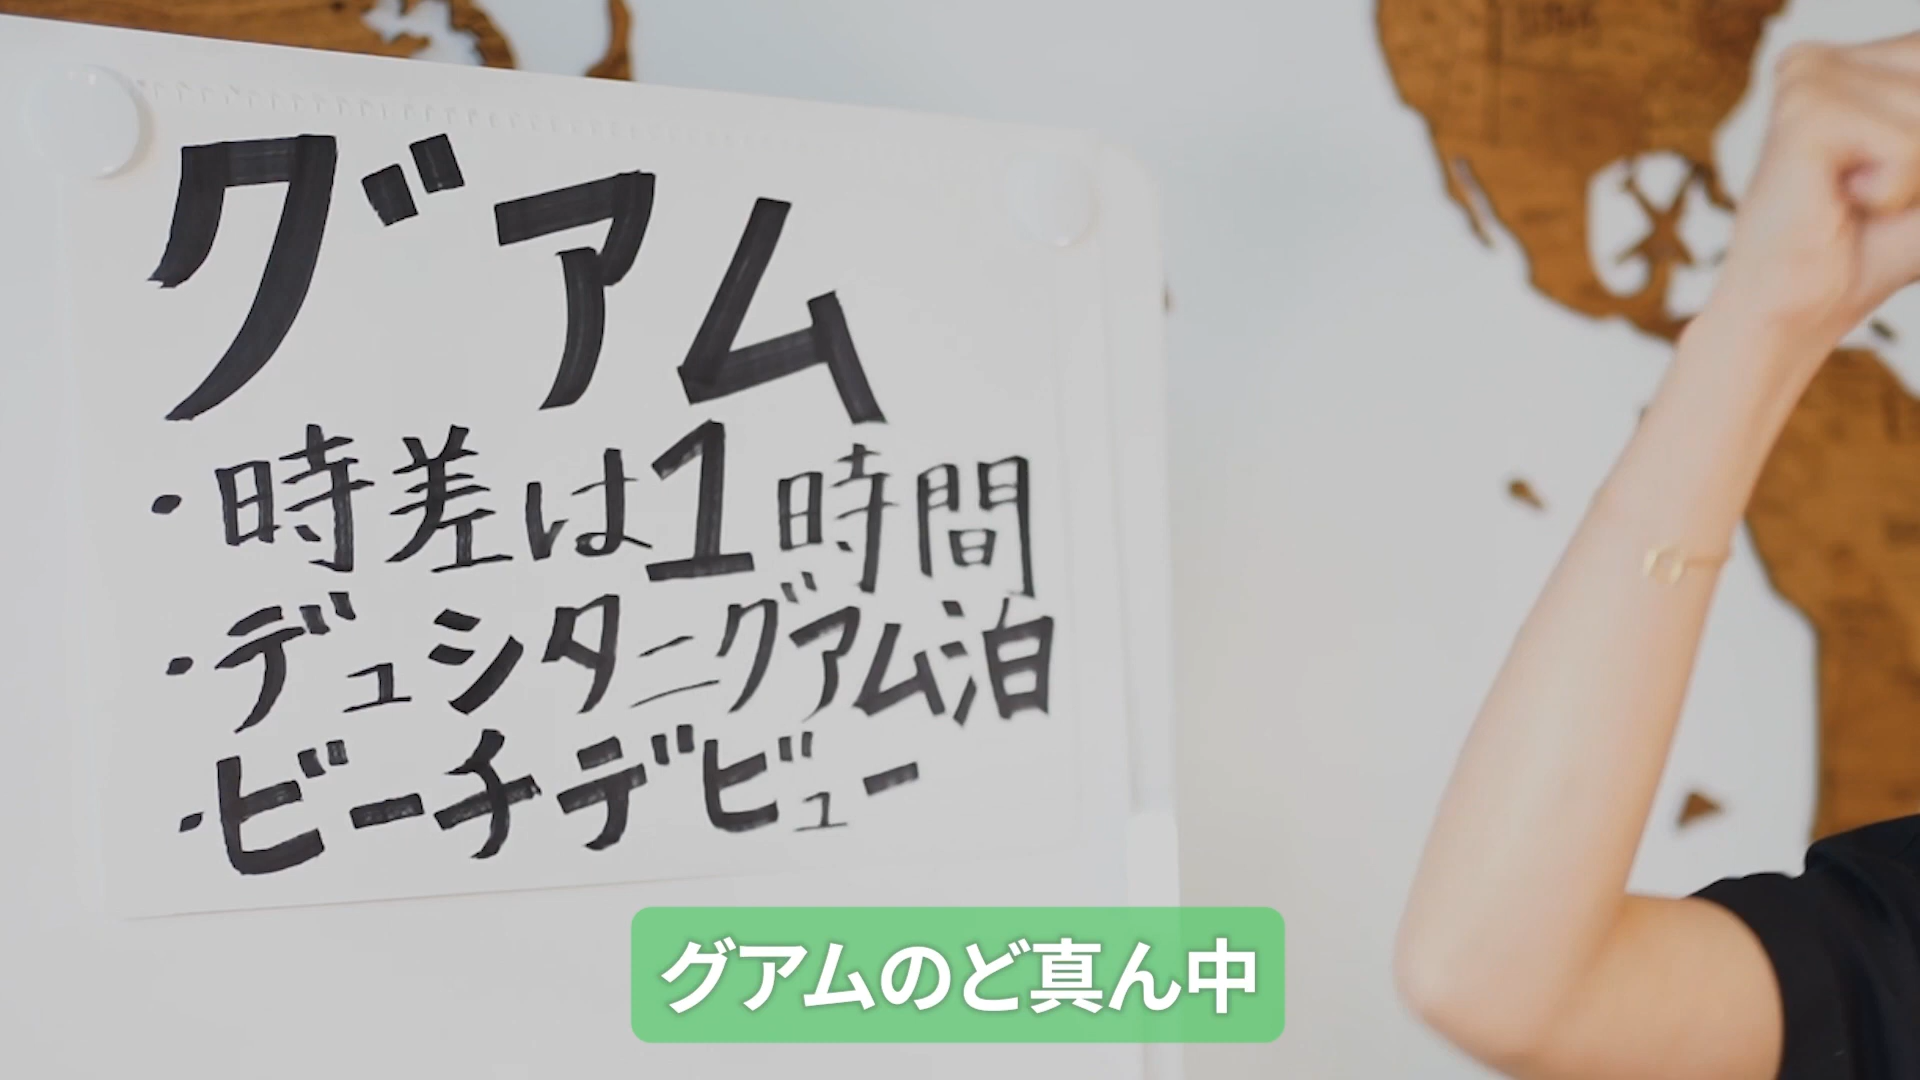 グアム
・時差は1時間
・デュシタニグアム泊
・ビーチデビュー
グアムのど真ん中